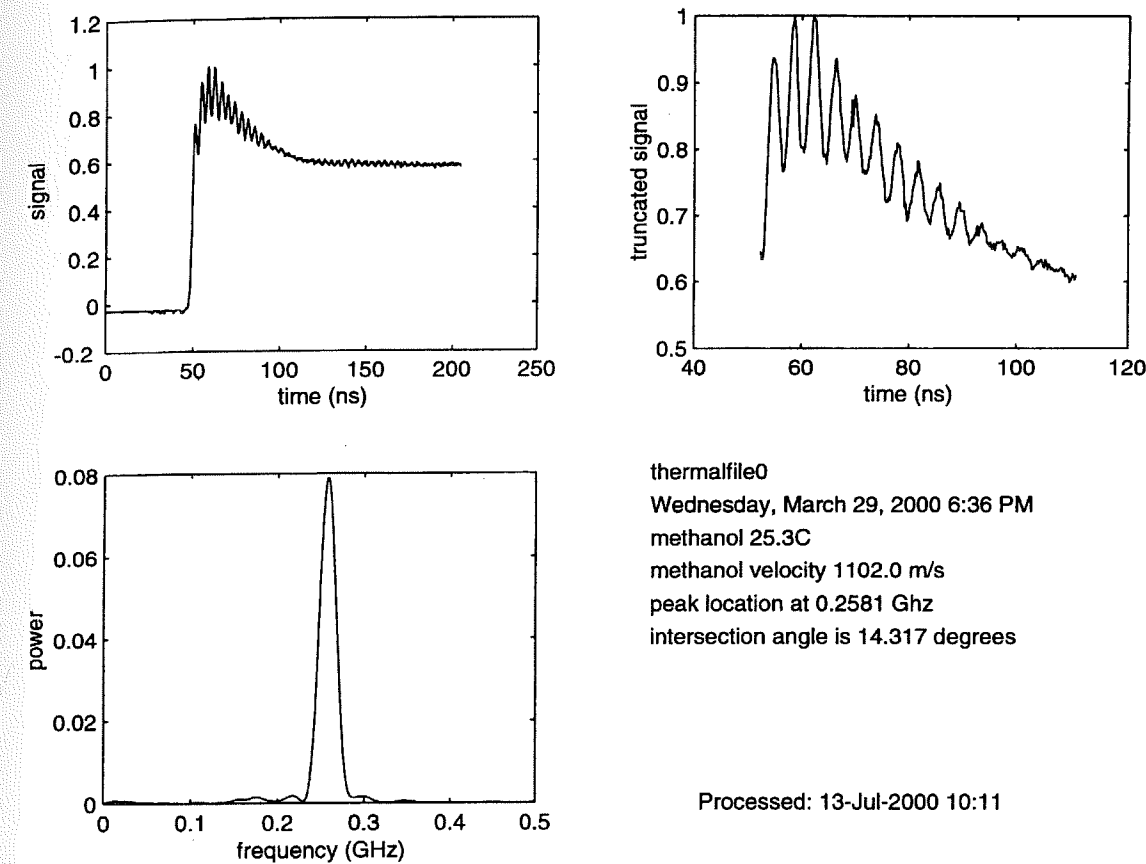 1.2
1
0.8
0.6
0.4
0.2
0
-0.2
signal
0
50
100
150
200
250
time (ns)
1
0.9
0.8
0.7
0.6
0.5
truncated signal
40
60
80
100
120
time (ns)
0.08
0.06
0.04
0.02
0
power
0
0.1
0.2
0.3
0.4
0.5
frequency (GHz)
thermalfile0
Wednesday, March 29, 2000 6:36 PM
methanol 25.3C
methanol velocity 1102.0 m/s
peak location at 0.2581 Ghz
intersection angle is 14.317 degrees
Processed: 13-Jul-2000 10:11